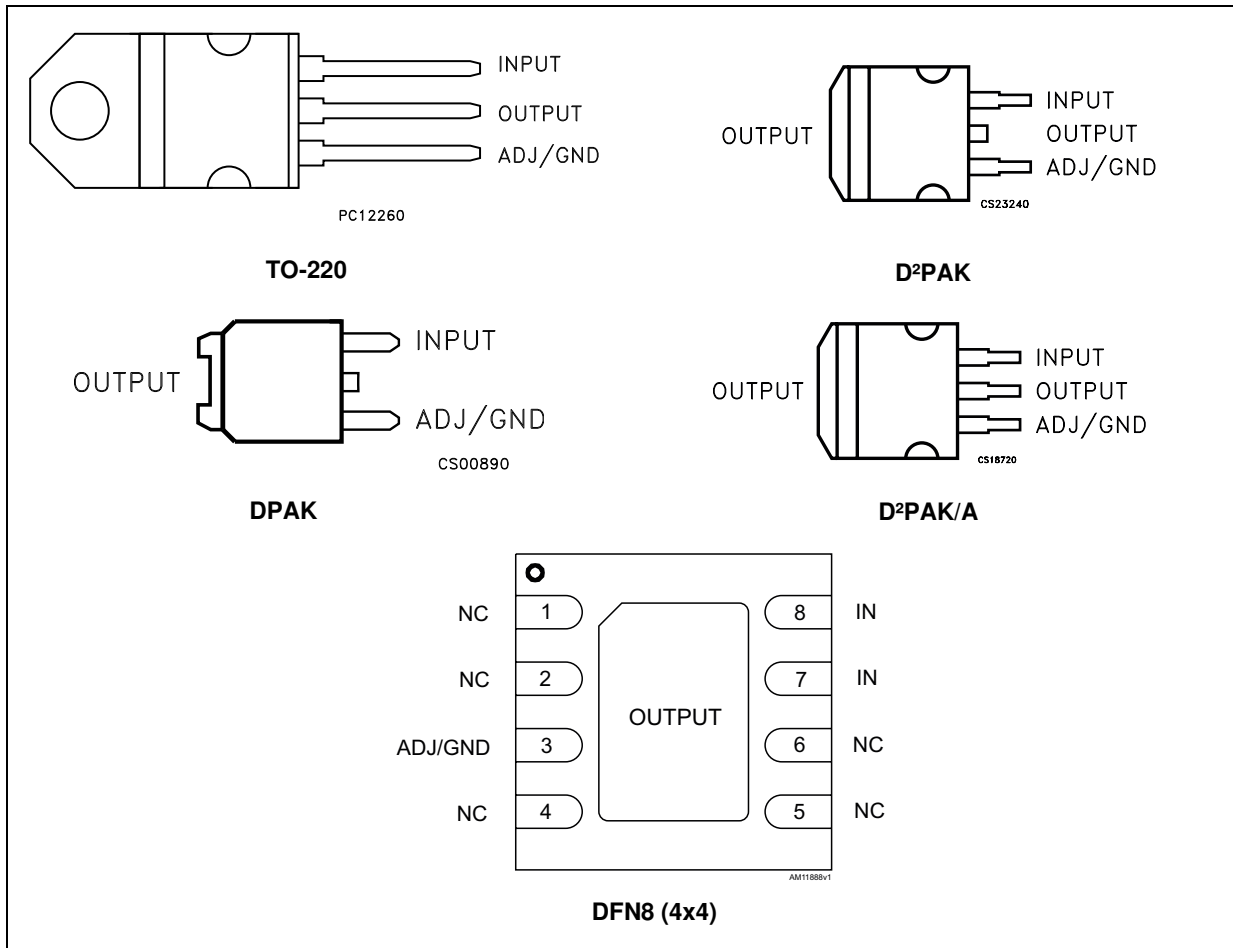 INPUT
OUTPUT
ADJ/GND
PC12260
TO-220
OUTPUT
INPUT
OUTPUT
ADJ/GND
CS23240
D²PAK
OUTPUT
INPUT
ADJ/GND
CS00890
DPAK
OUTPUT
INPUT
OUTPUT
ADJ/GND
CS18720
D²PAK/A
NC 1
8 IN
NC 2
7 IN
OUTPUT
ADJ/GND 3
6 NC
NC 4
5 NC
AM11888v1
DFN8 (4x4)